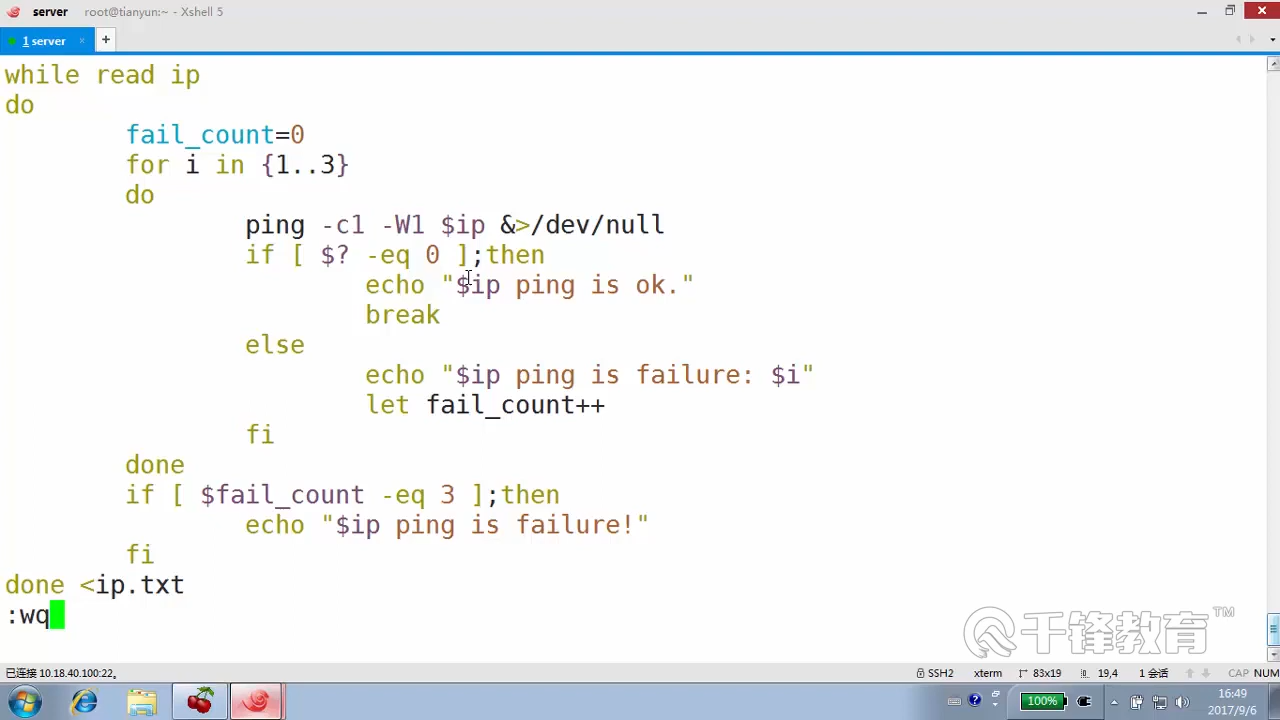 server root@tianyun:~ - Xshell 5
1 server × +
while read ip
do
fail_count=0
for i in {1..3}
do
ping -c1 -W1 $ip &>/dev/null
if [ $? -eq 0 ];then
echo "$ip ping is ok."
break
else
echo "$ip ping is failure: $i"
let fail_count++
fi
done
if [ $fail_count -eq 3 ];then
echo "$ip ping is failure!"
fi
done <ip.txt
:wq
千锋教育™
已连接 10.18.40.100:22。 SSH2 xterm 83x19 19,4 1 会话 CAP NUM
100% 16:49
2017/9/6